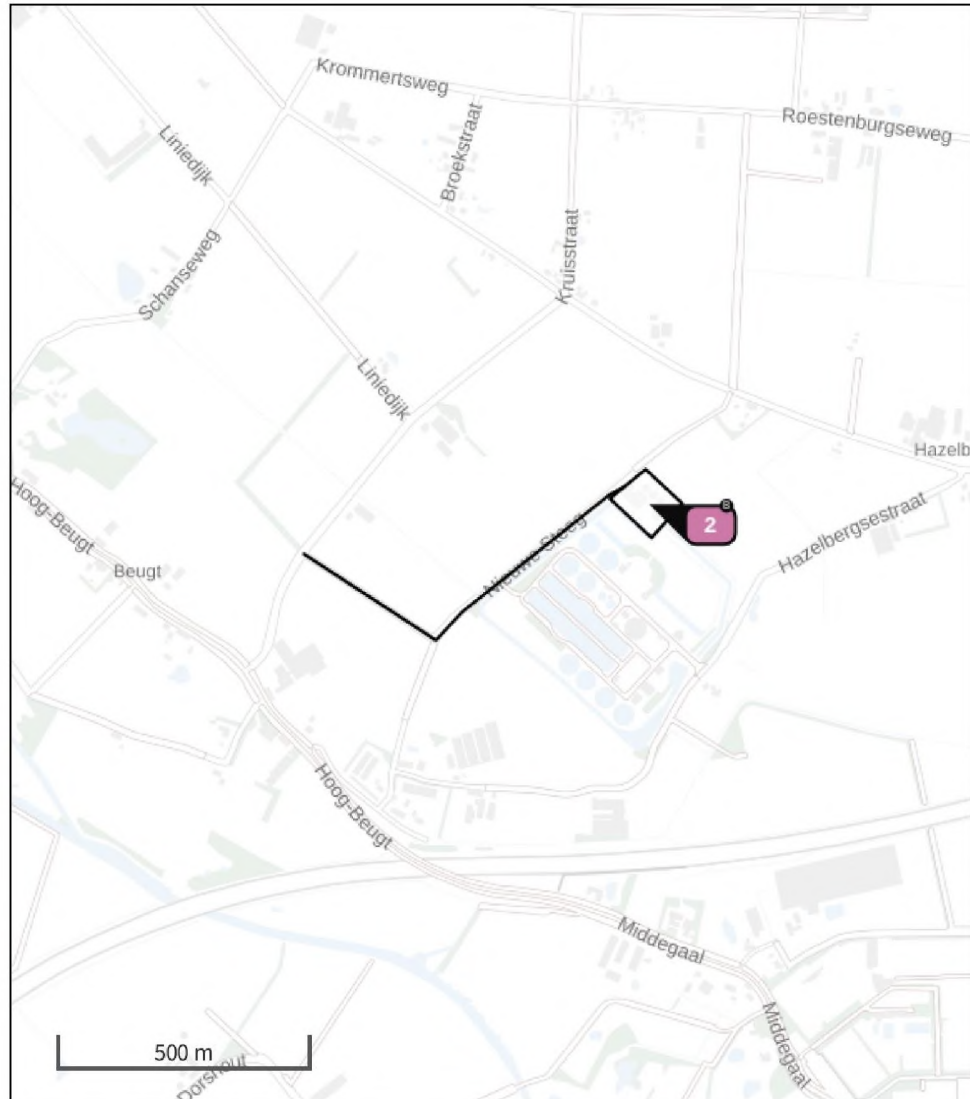 Krommertsweg
Roestenburgseweg
Liniedijk
Broekstraat
Schanseweg
Kruisstraat
Liniedijk
Hazelb
Hoog-Beugt
Beugt
Nieuwe Steeg
2
B
Hazelbergsestraat
Hoog-Beugt
Middegaal
Middegaal
500 m
Dorshout